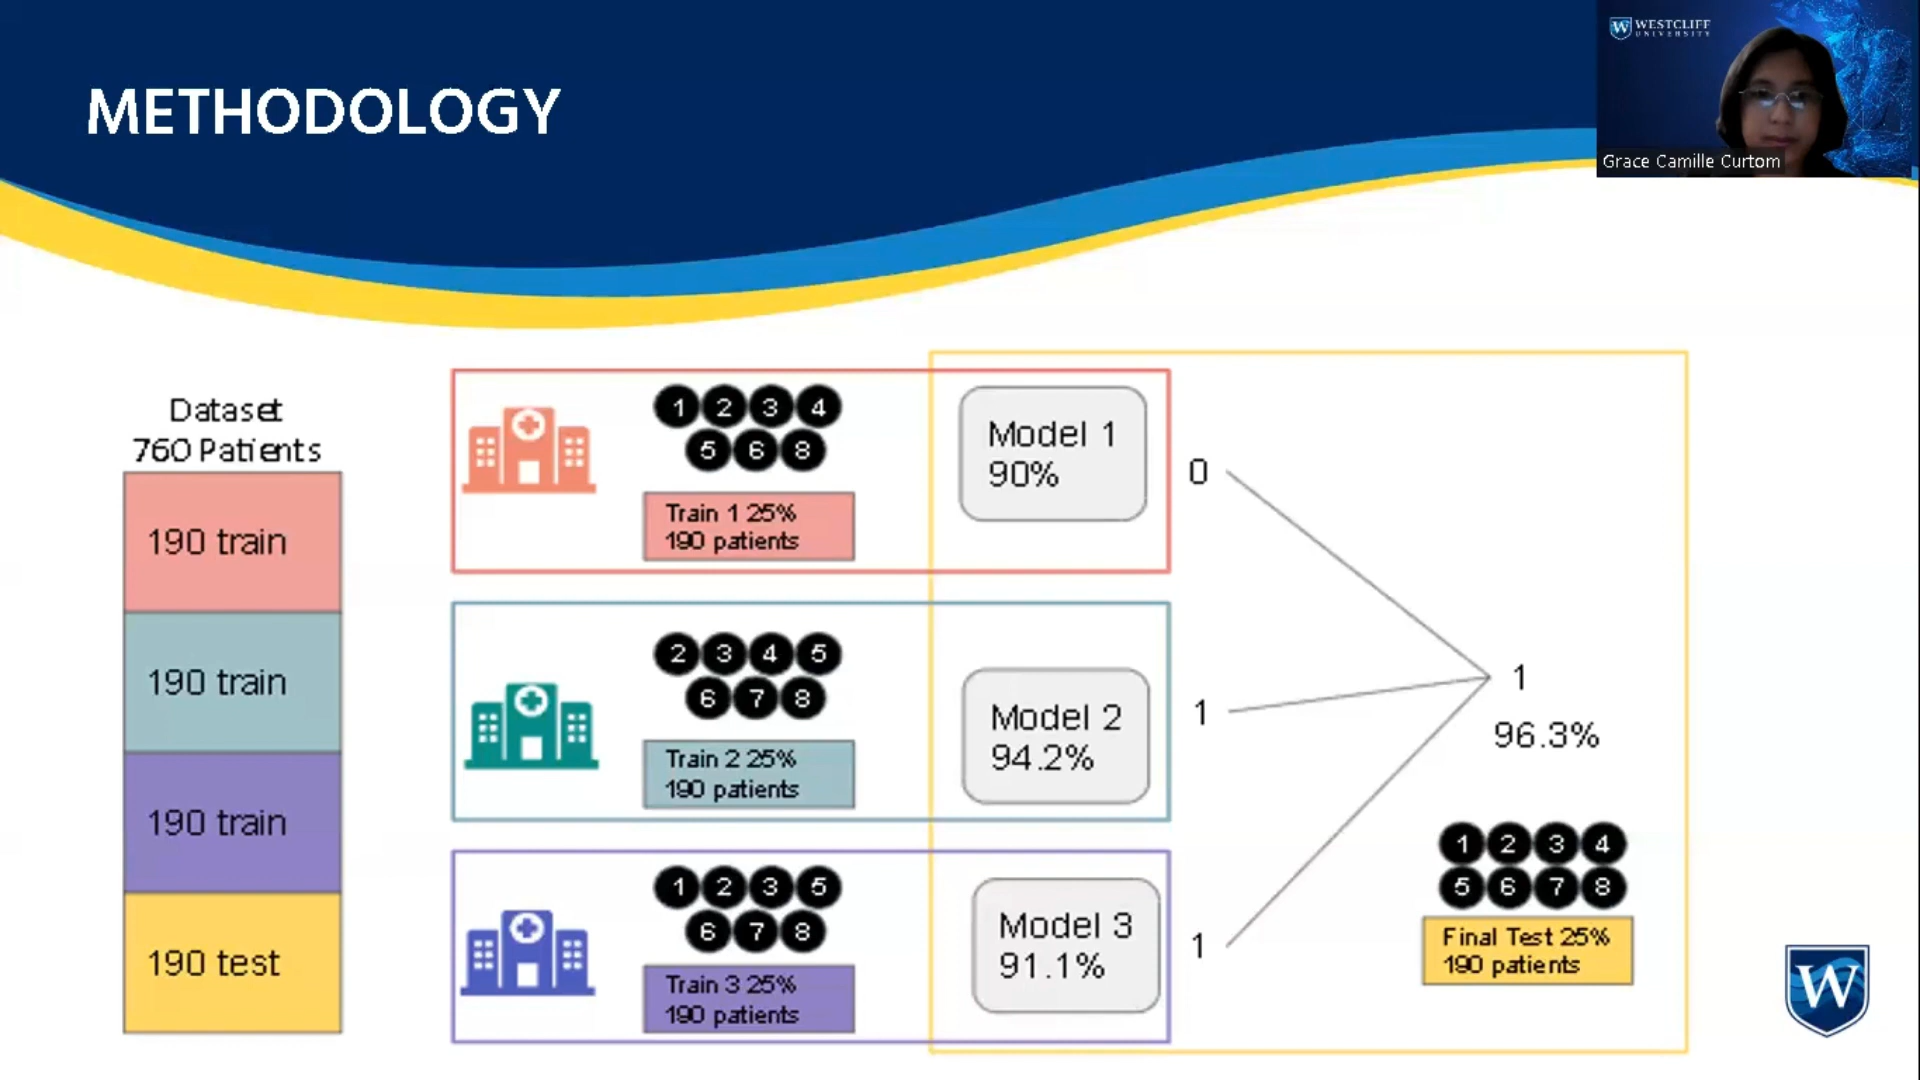 METHODOLOGY
W WESTCLIFF
UNIVERSITY
Grace Camille Curtom
Dataset
760 Patients
190 train
190 train
190 train
190 test
1 2 3 4
5 6 8
Train 1 25%
190 patients
Model 1
90%
0
2 3 4 5
6 7 8
Train 2 25%
190 patients
Model 2
94.2%
1
1 2 3 5
6 7 8
Train 3 25%
190 patients
Model 3
91.1%
1
1
96.3%
1 2 3 4
5 6 7 8
Final Test 25%
190 patients
W